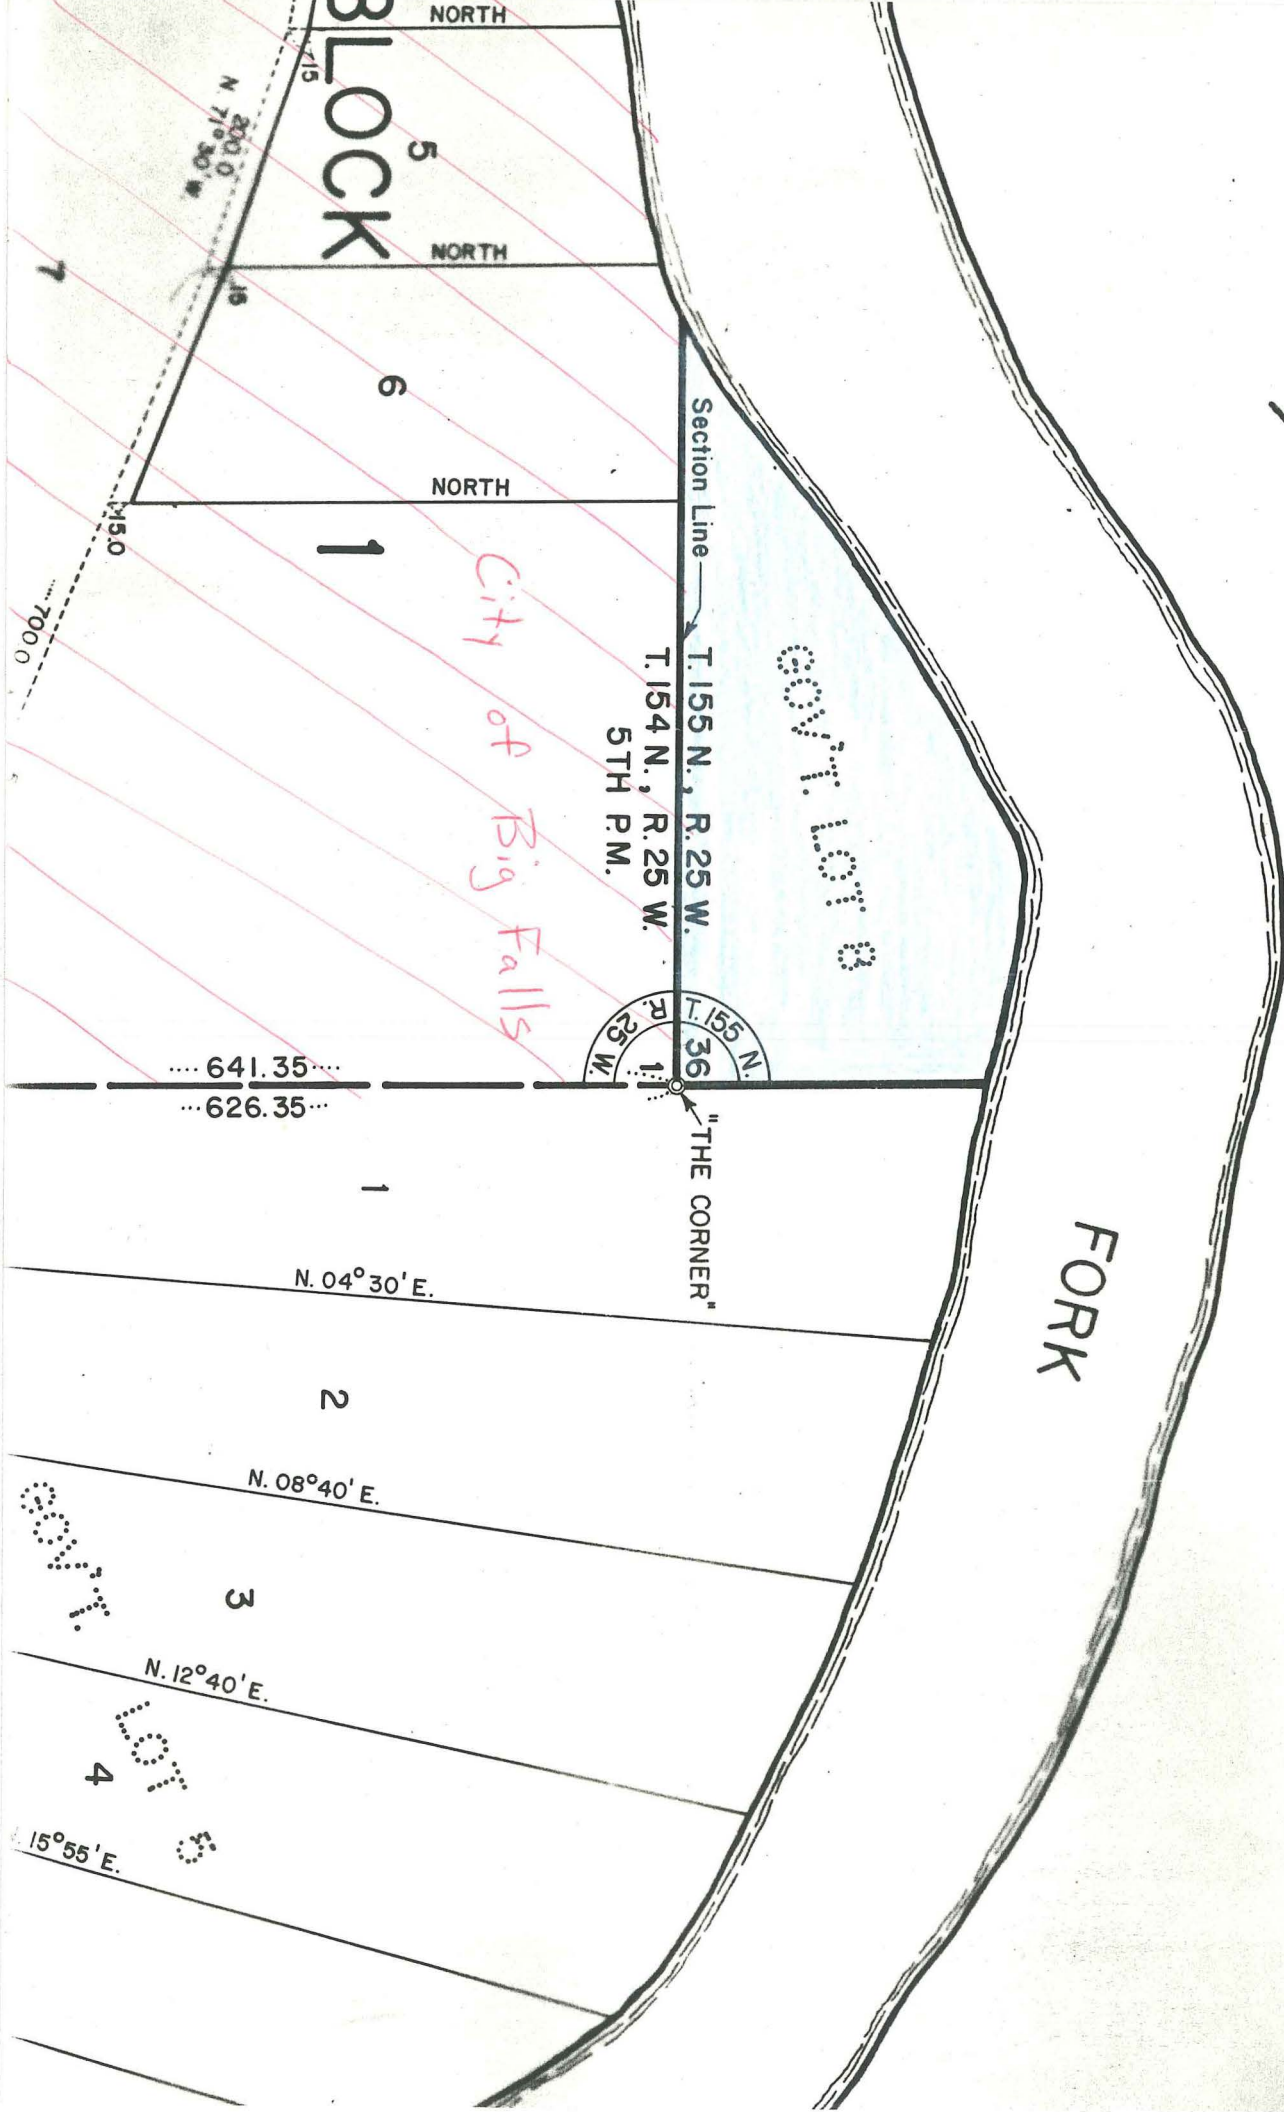 BLOCK
NORTH
15
200.0'
N. 71° 30' W.
5
NORTH
15
7
6
NORTH
15.0
....700.0
1
City of Big Falls
Section Line
T. 155 N., R. 25 W.
T. 154 N., R. 25 W.
5TH P.M.
GOV'T. LOT 8
T. 155 N.
36
R. 25 W.
1
"THE CORNER"
....641.35....
...626.35...
FORK
1
N. 04°30' E.
2
N. 08°40' E.
3
N. 12°40' E.
4
15°55' E.
GOV'T. LOT 5